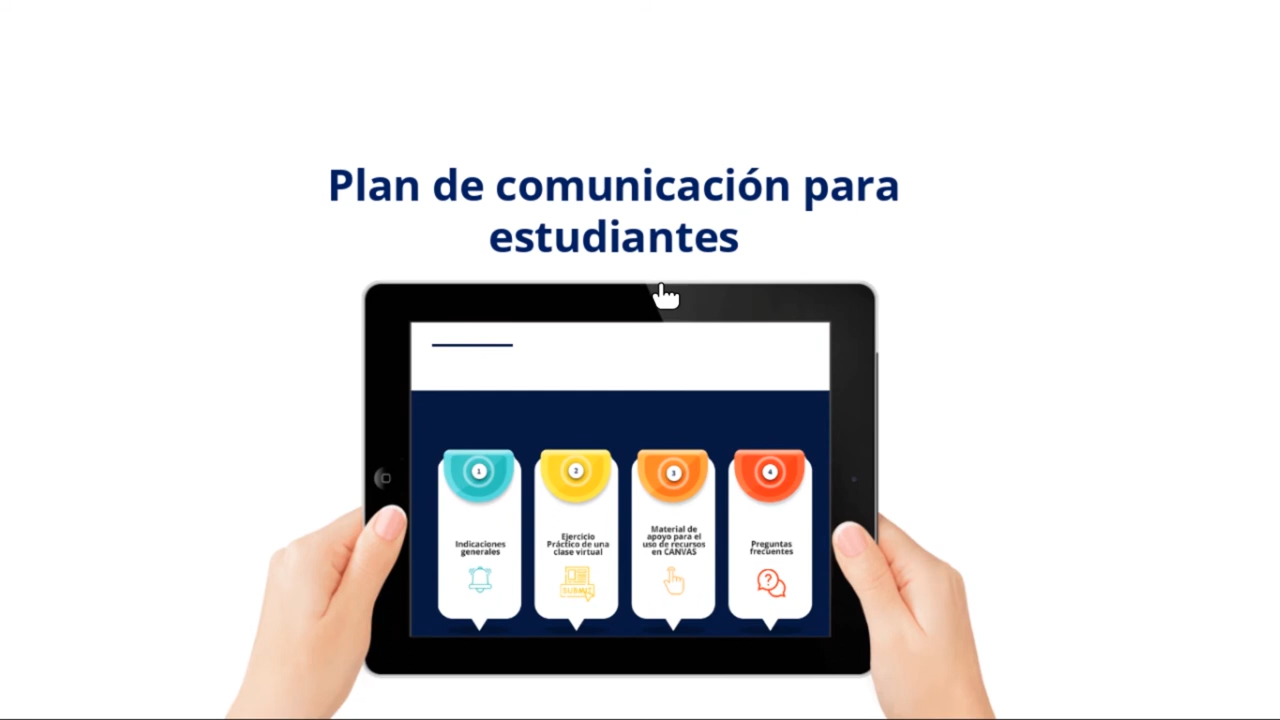 Plan de comunicación para
estudiantes
1
2
3
4
Indicaciones
generales
Ejercicio
Práctico de una
clase virtual
SUBMIT
Material de
apoyo para el
uso de recursos
en CANVAS
Preguntas
frecuentes
?